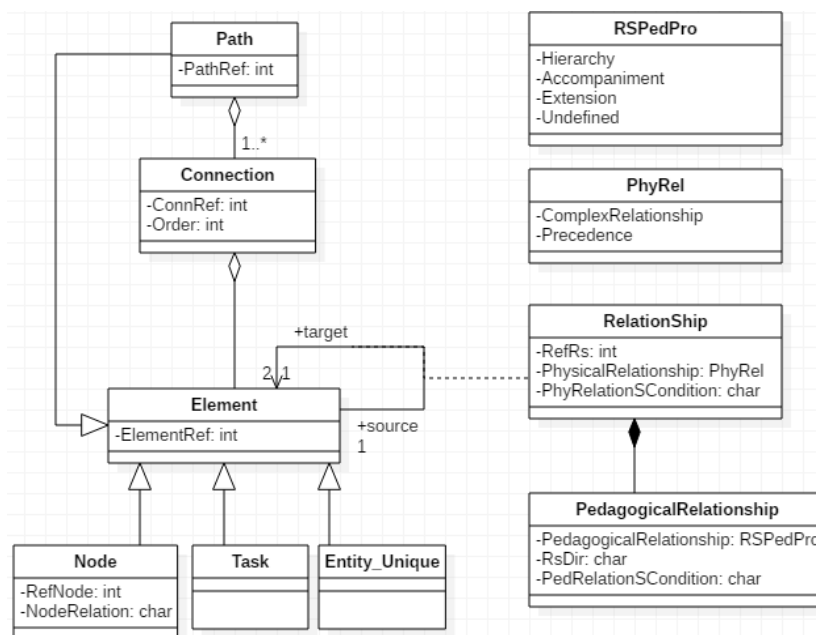 Path
-PathRef: int
1..*
Connection
-ConnRef: int
-Order: int
+target
2 1
Element
-ElementRef: int
+source
1
Node
-RefNode: int
-NodeRelation: char
Task
Entity_Unique
RSPedPro
-Hierarchy
-Accompaniment
-Extension
-Undefined
PhyRel
-ComplexRelationship
-Precedence
RelationShip
-RefRs: int
-PhysicalRelationship: PhyRel
-PhyRelationSCondition: char
PedagogicalRelationship
-PedagogicalRelationship: RSPedPro
-RsDir: char
-PedRelationSCondition: char